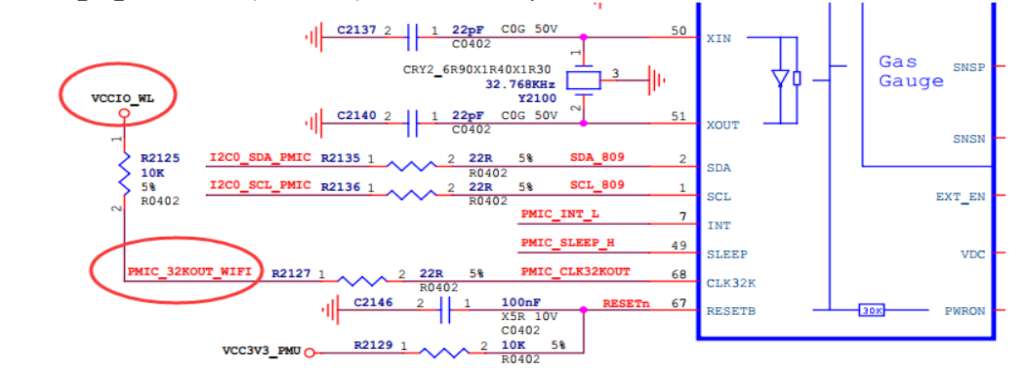 C2137 2 1 22pF C0G 50V 50
C0402 XIN
CRY2_6R90X1R40X1R30 1 3
32.768KHz
Y2100 2
Gas
Gauge
SNSP
VCCIO_WL
C2140 2 1 22pF C0G 50V 51
C0402 XOUT
SNSN
1
R2125
10K
5%
R0402
2
I2C0_SDA_PMIC R2135 1 2 22R 5% SDA_809 2
R0402 SDA
I2C0_SCL_PMIC R2136 1 2 22R 5% SCL_809 1
R0402 SCL EXT_EN
PMIC_INT_L 7
INT
PMIC_SLEEP_H 49
SLEEP VDC
PMIC_32KOUT_WIFI R2127 1 2 22R 5% PMIC_CLK32KOUT 68
R0402 CLK32K
C2146 2 1 100nF RESETn 67
X5R 10V RESETB 30K PWRON
C0402
VCC3V3_PMU R2129 1 2 10K 5%
R0402